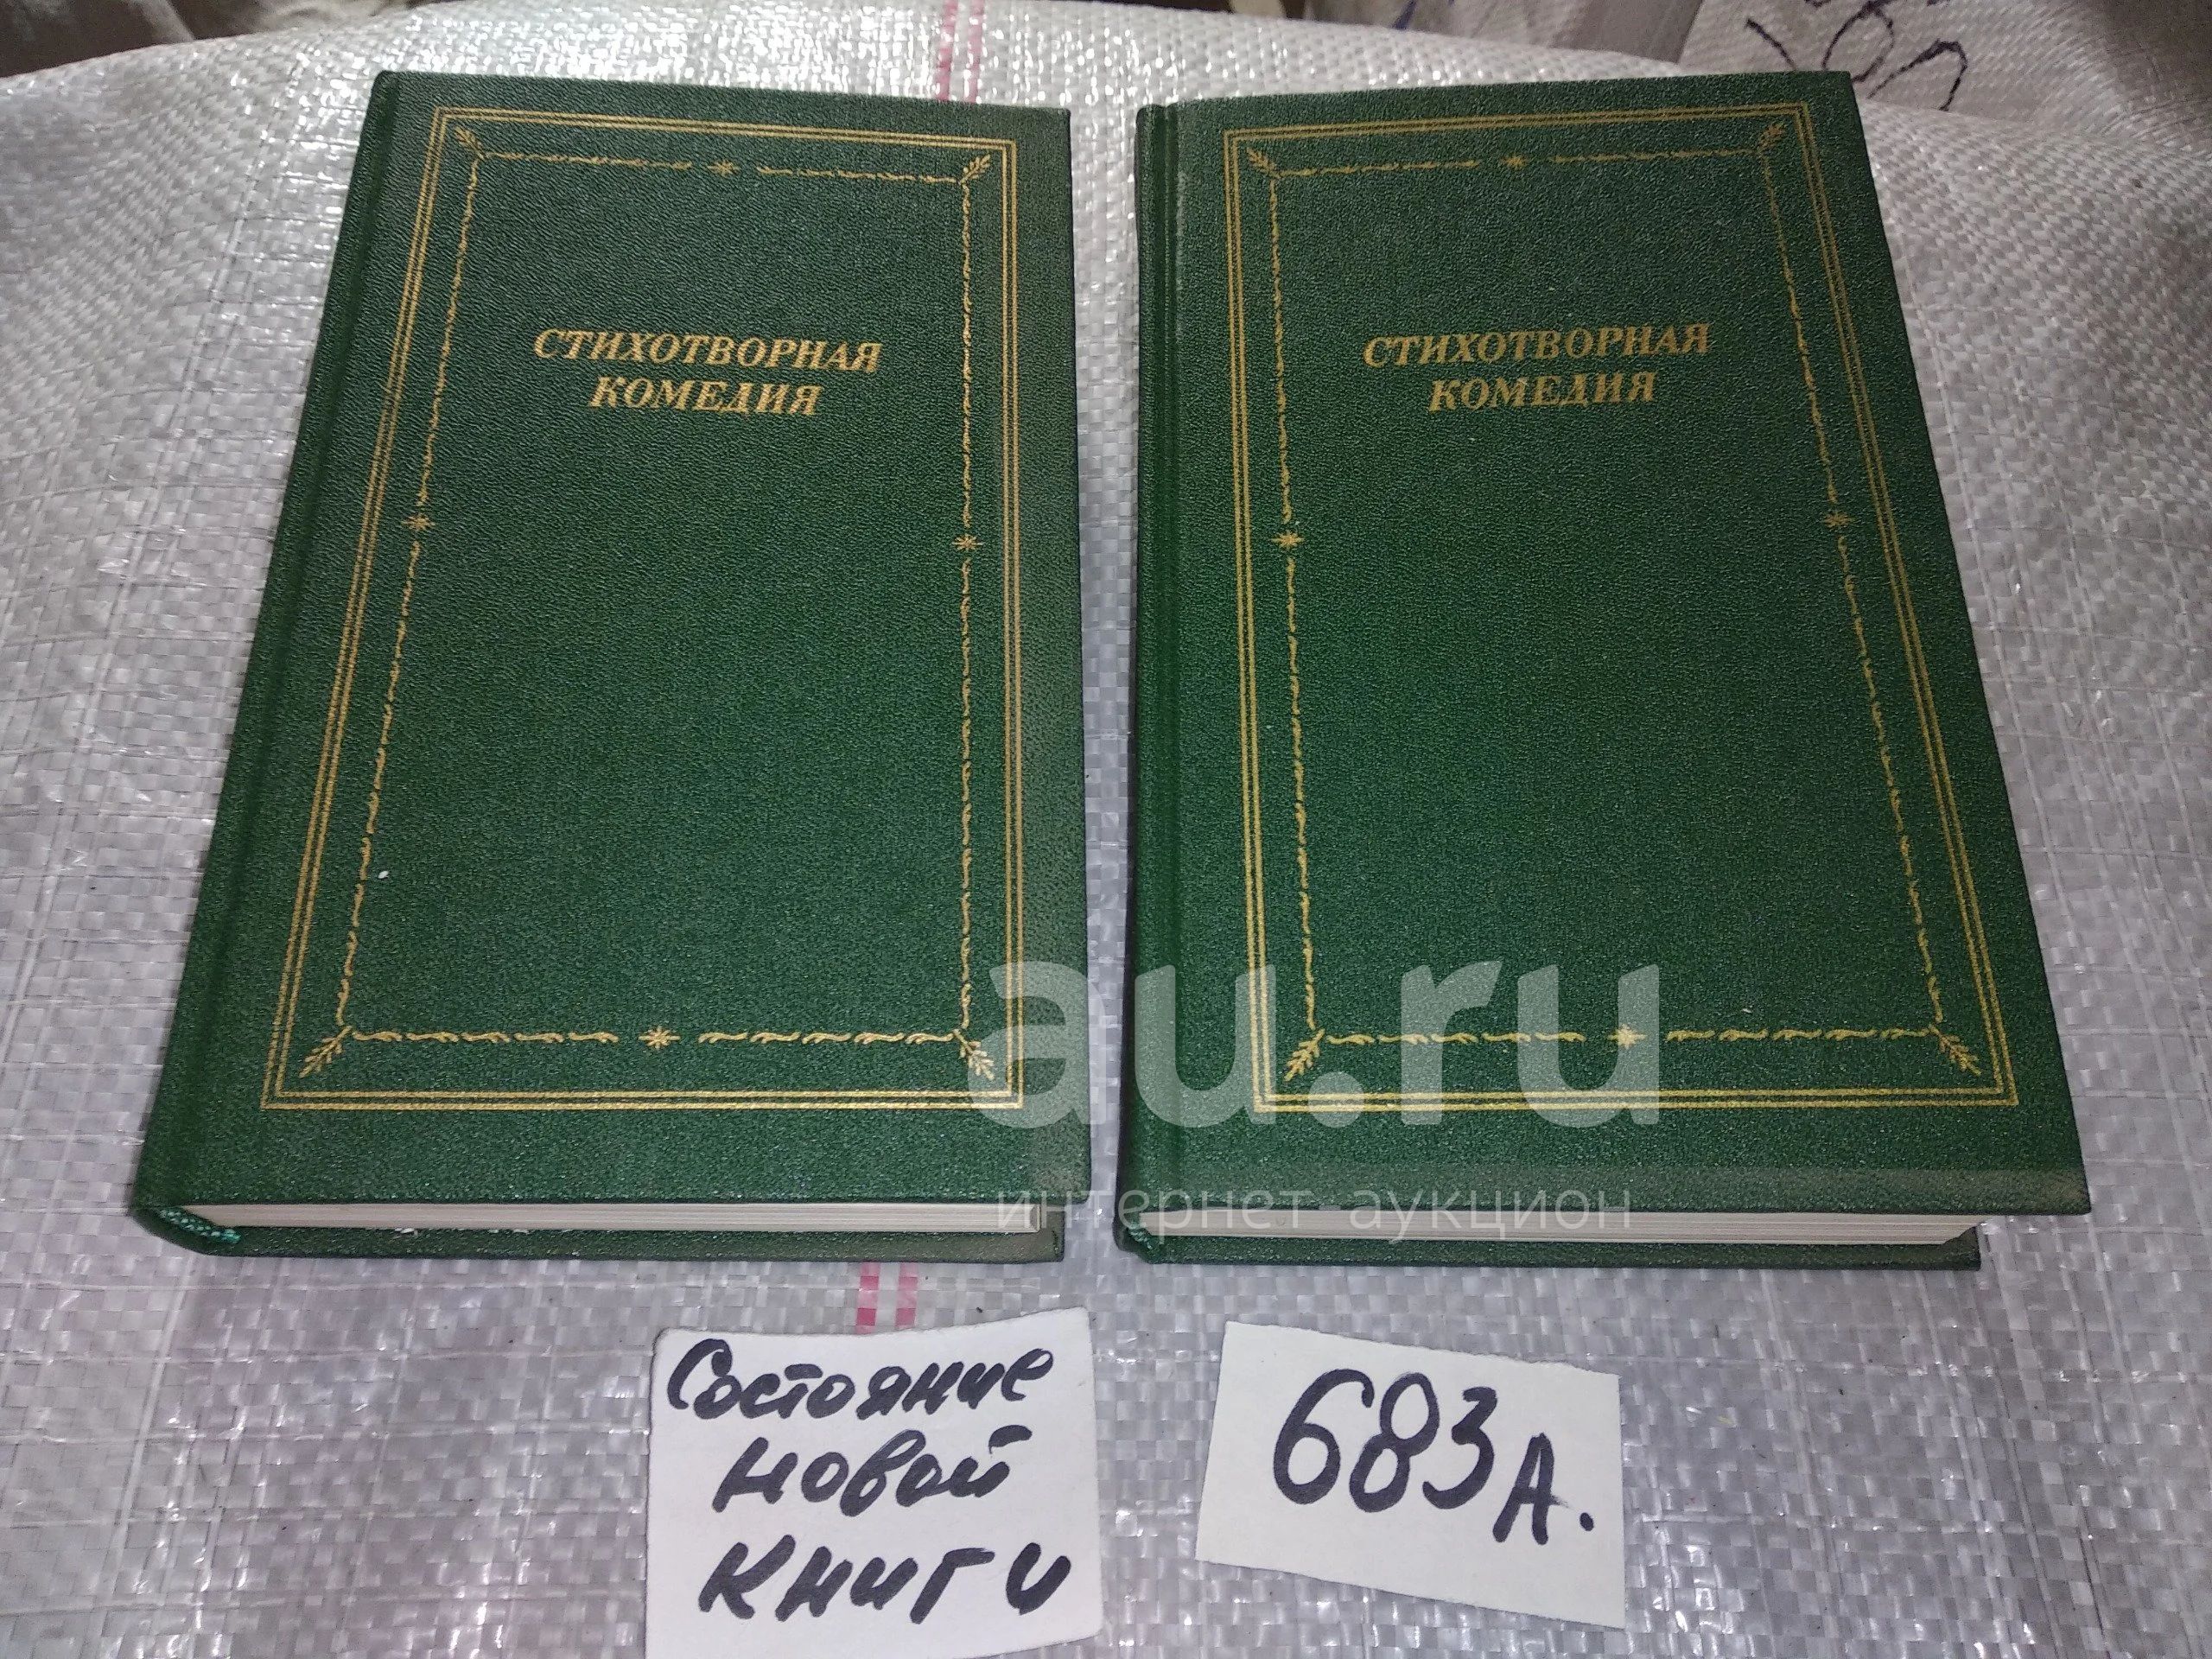 СТИХОТВОРНАЯ
КОМЕДИЯ
СТИХОТВОРНАЯ
КОМЕДИЯ
au.ru
интернет-аукцион
Состояние
новой
книги
683А.